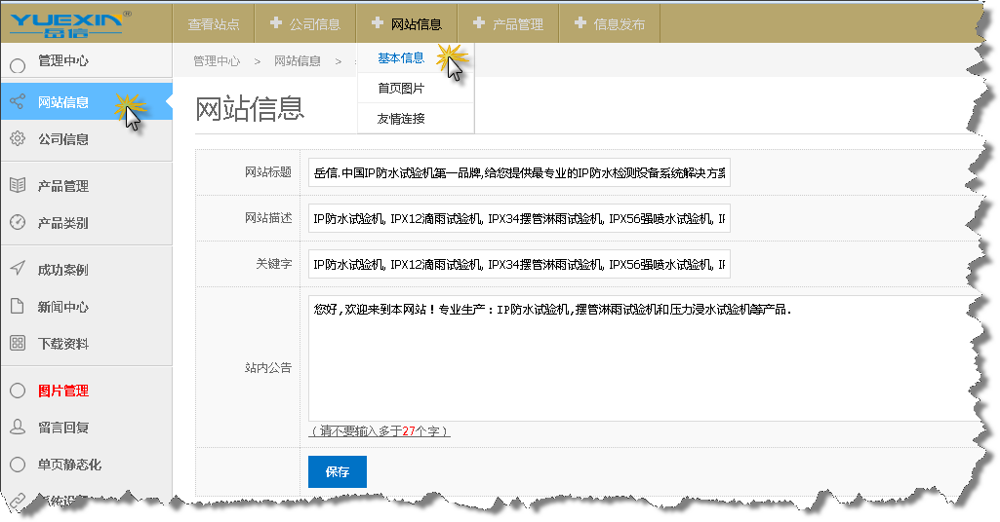 YUEXIN®
岳信
查看站点
公司信息
网站信息
产品管理
信息发布
管理中心
网站信息
公司信息
产品管理
产品类别
成功案例
新闻中心
下载资料
图片管理
留言回复
单页静态化
系统设
管理中心 > 网站信息 >
基本信息
首页图片
友情连接
网站信息
网站标题
岳信.中国IP防水试验机第一品牌,给您提供最专业的IP防水检测设备系统解决方案
网站描述
IP防水试验机, IPX12滴雨试验机, IPX34摆管淋雨试验机, IPX56强喷水试验机, IP
关键字
IP防水试验机, IPX12滴雨试验机, IPX34摆管淋雨试验机, IPX56强喷水试验机, IP
站内公告
您好,欢迎来到本网站！专业生产：IP防水试验机,摆管淋雨试验机和压力浸水试验机等产品.
（请不要输入多于27个字）
保存